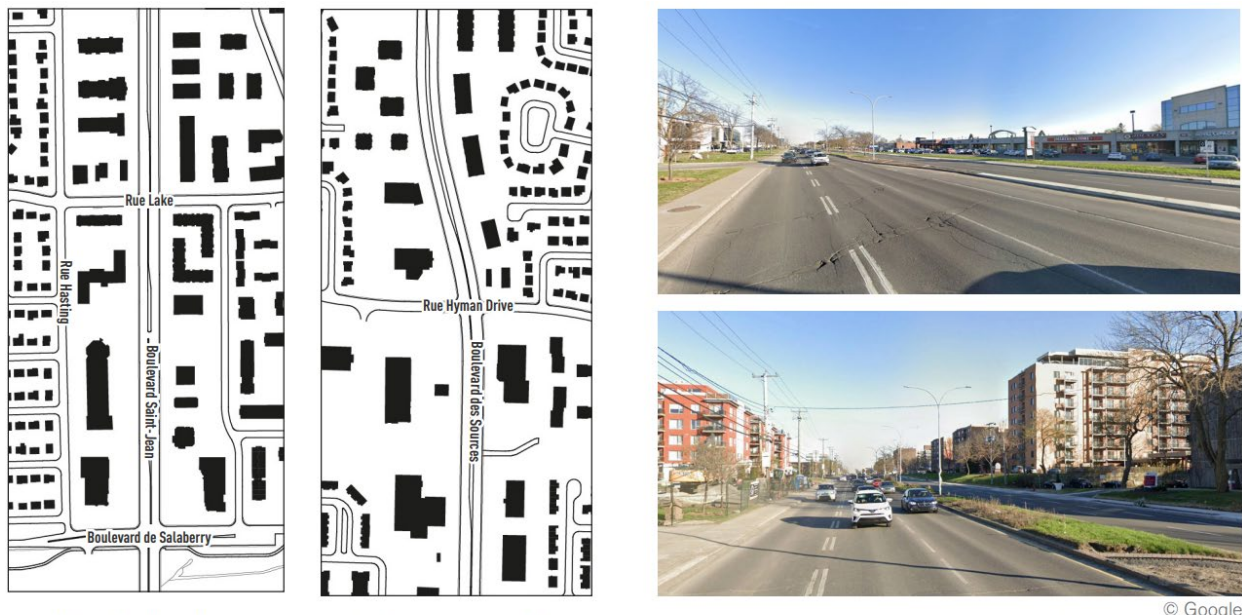 Rue Lake
Rue Hasting
Boulevard Saint-Jean
Boulevard de Salaberry
Rue Hyman Drive
Boulevard des Sources
© Google